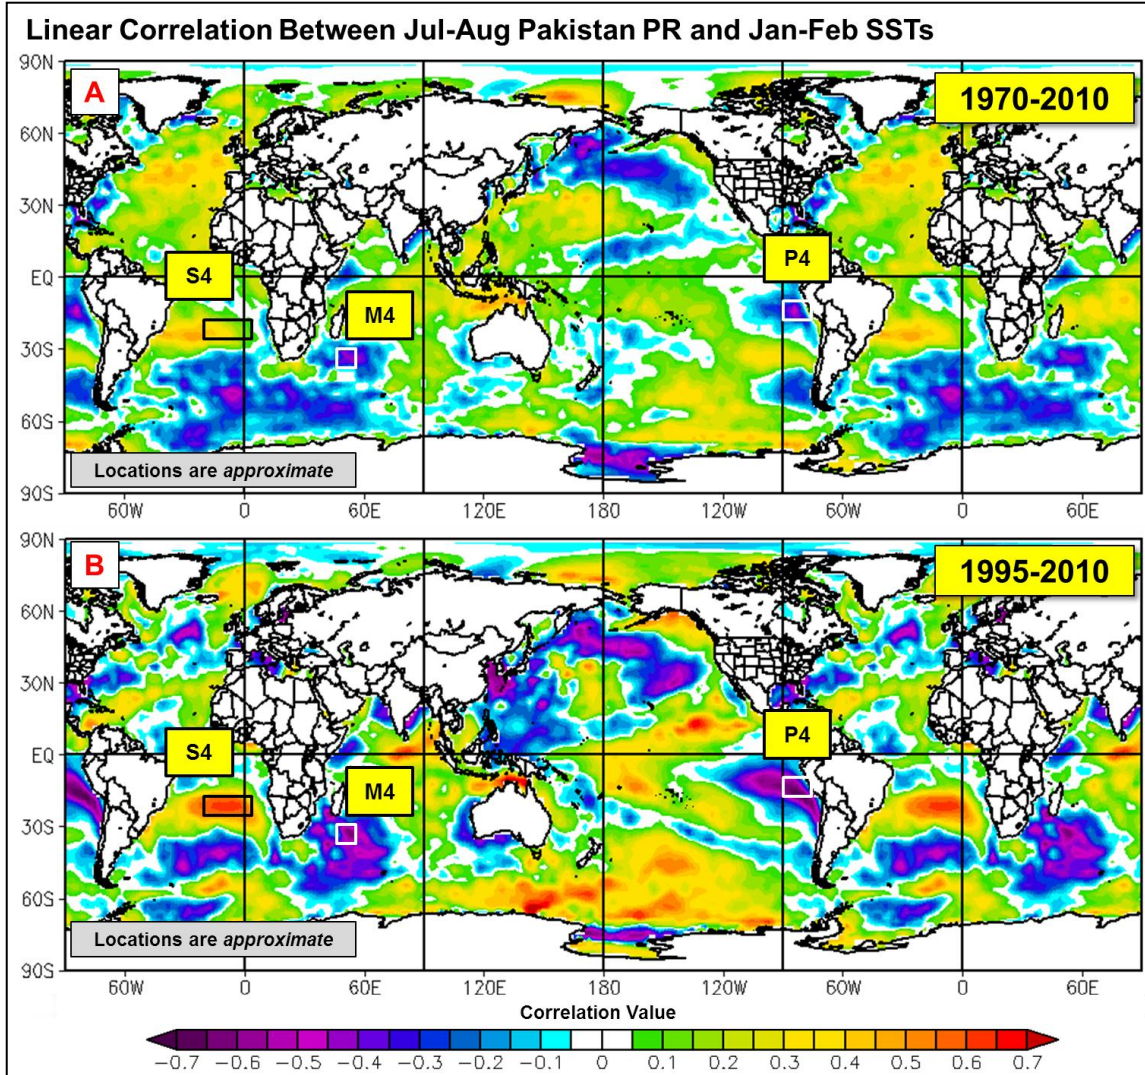 Linear Correlation Between Jul-Aug Pakistan PR and Jan-Feb SSTs
90N
A
1970-2010
60N
30N
S4
P4
EQ
M4
30S
60S
Locations are approximate
90S
60W 0 60E 120E 180 120W 60W 0 60E
90N
B
1995-2010
60N
30N
S4
P4
EQ
M4
30S
60S
Locations are approximate
90S
60W 0 60E 120E 180 120W 60W 0 60E
Correlation Value
-0.7 -0.6 -0.5 -0.4 -0.3 -0.2 -0.1 0 0.1 0.2 0.3 0.4 0.5 0.6 0.7